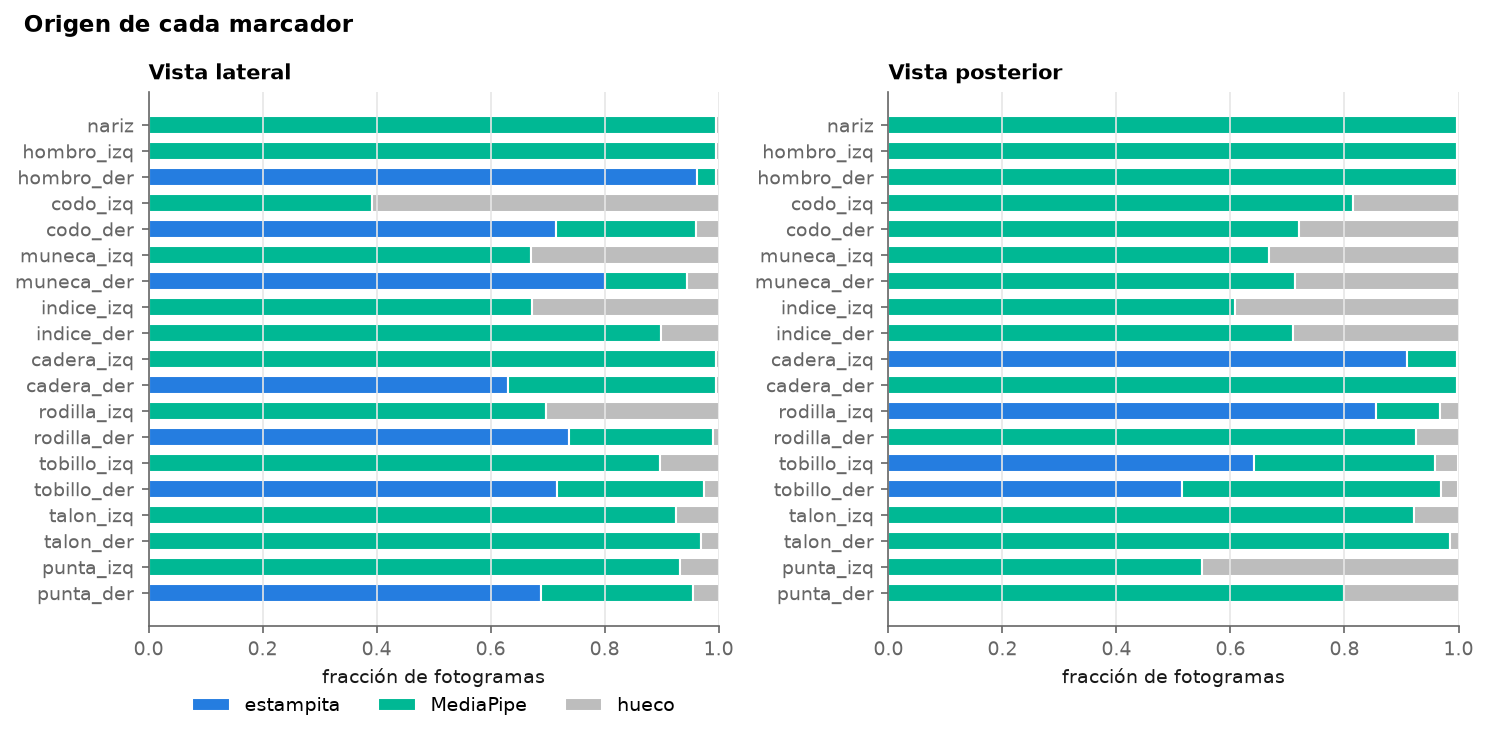 Origen de cada marcador
Vista lateral
nariz
hombro_izq
hombro_der
codo_izq
codo_der
muneca_izq
muneca_der
indice_izq
indice_der
cadera_izq
cadera_der
rodilla_izq
rodilla_der
tobillo_izq
tobillo_der
talon_izq
talon_der
punta_izq
punta_der
0.0 0.2 0.4 0.6 0.8 1.0
fracción de fotogramas
estampita MediaPipe hueco
Vista posterior
nariz
hombro_izq
hombro_der
codo_izq
codo_der
muneca_izq
muneca_der
indice_izq
indice_der
cadera_izq
cadera_der
rodilla_izq
rodilla_der
tobillo_izq
tobillo_der
talon_izq
talon_der
punta_izq
punta_der
0.0 0.2 0.4 0.6 0.8 1.0
fracción de fotogramas